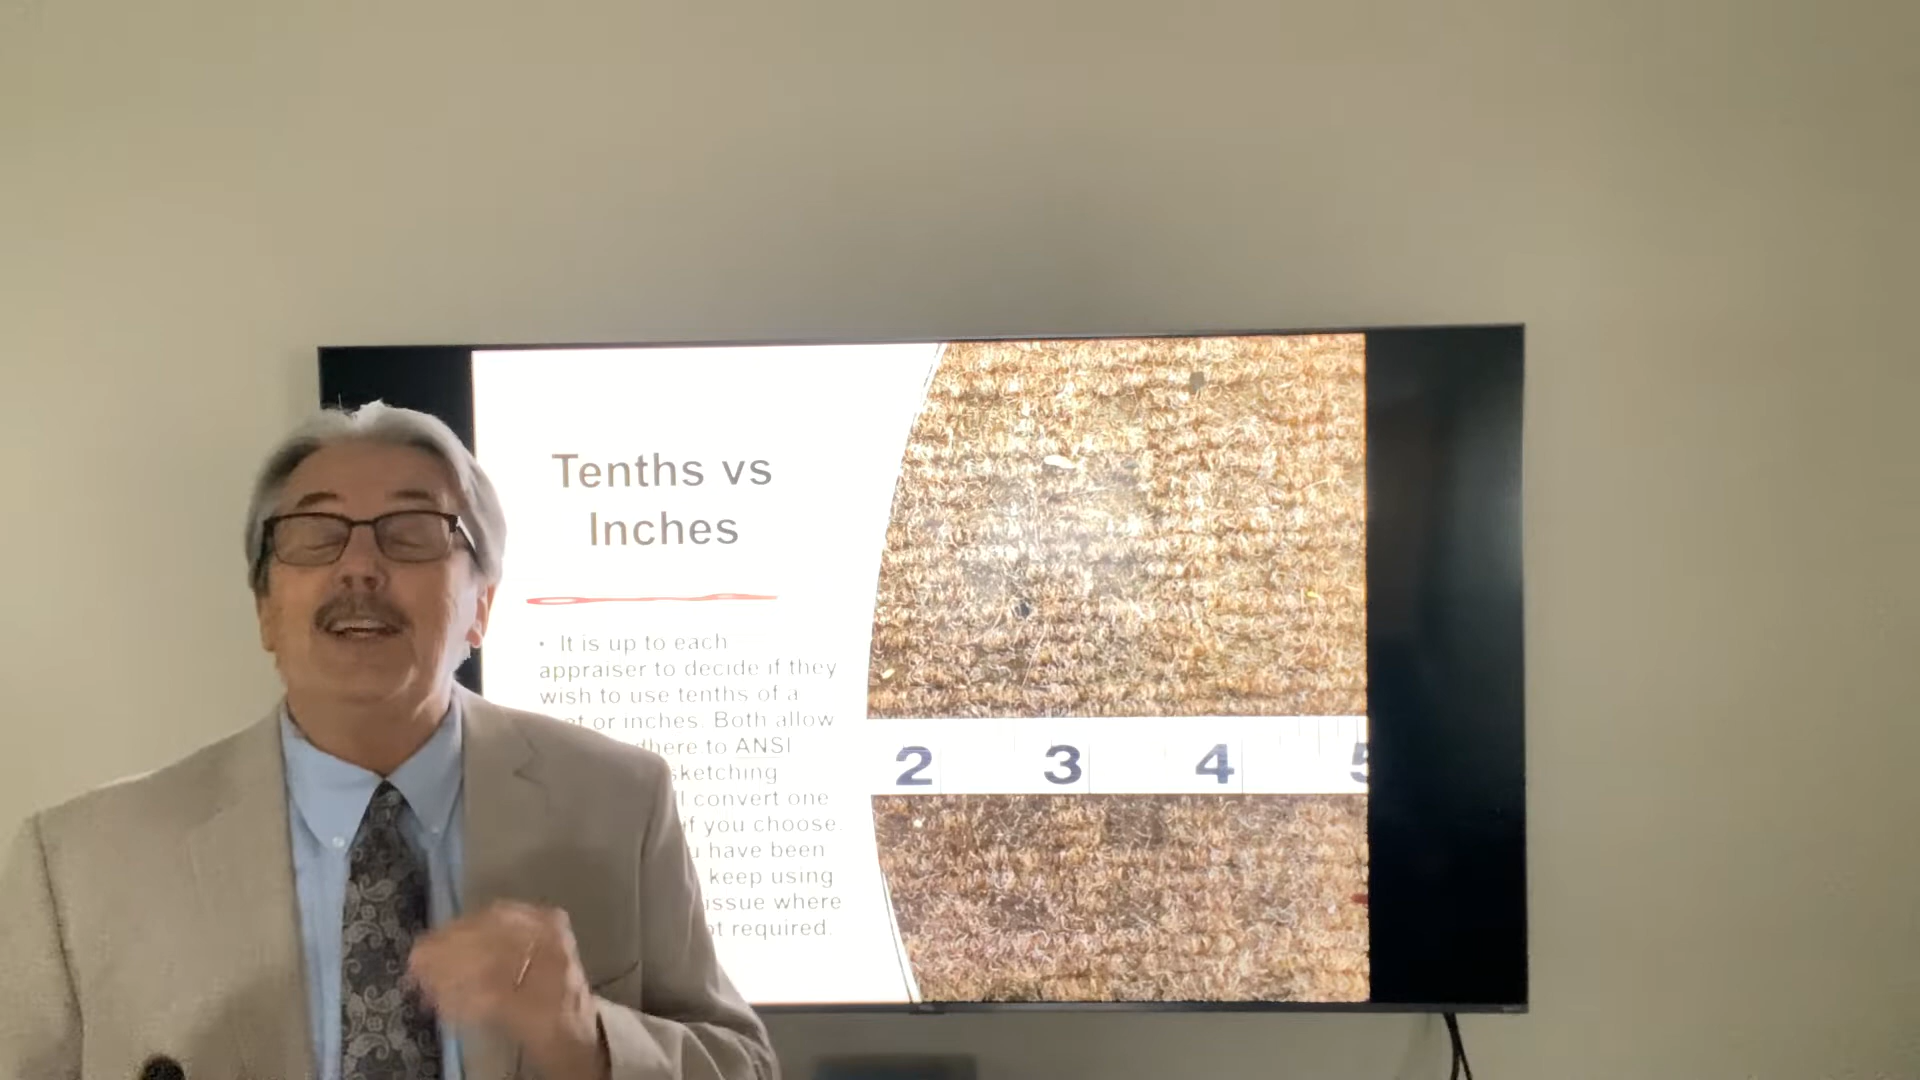 Tenths vs
Inches
• It is up to each
appraiser to decide if they
wish to use tenths of a
or inches. Both allow
here to ANSI
sketching
convert one
if you choose.
have been
keep using
issue where
required.
2 3 4 5